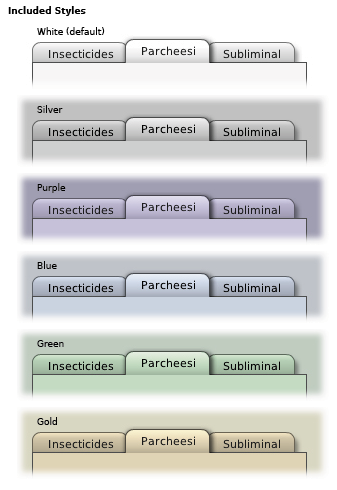 Included Styles
White (default)
Insecticides Parcheesi Subliminal
Silver
Insecticides Parcheesi Subliminal
Purple
Insecticides Parcheesi Subliminal
Blue
Insecticides Parcheesi Subliminal
Green
Insecticides Parcheesi Subliminal
Gold
Insecticides Parcheesi Subliminal